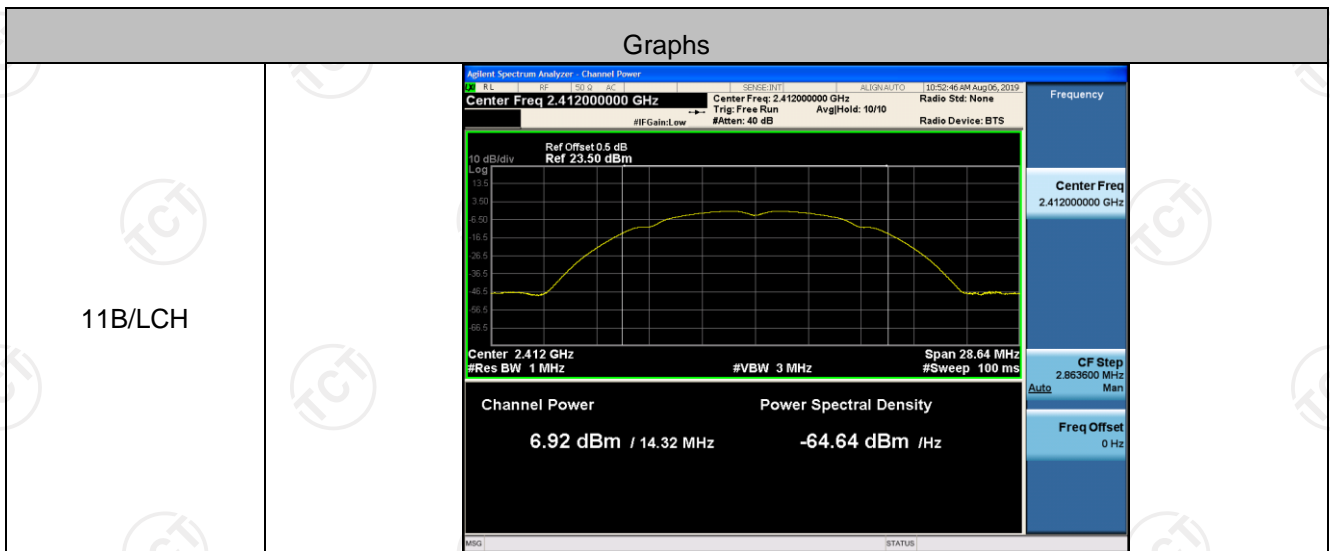 Graphs
11B/LCH
Agilent Spectrum Analyzer - Channel Power
RL RF 50 Ω AC SENSE:INT ALIGNAUTO 10:52:46 AM Aug 06, 2019
Center Freq 2.412000000 GHz
Center Freq: 2.412000000 GHz
Radio Std: None
Trig: Free Run Avg|Hold: 10/10
#IFGain:Low #Atten: 40 dB Radio Device: BTS
Ref Offset 0.5 dB
10 dB/div Ref 23.50 dBm
Log
13.5
3.50
-6.50
-16.5
-26.5
-36.5
-46.5
-56.5
-66.5
Center 2.412 GHz Span 28.64 MHz
#Res BW 1 MHz #VBW 3 MHz #Sweep 100 ms
Channel Power Power Spectral Density
6.92 dBm / 14.32 MHz -64.64 dBm /Hz
MSG STATUS
Frequency
Center Freq
2.412000000 GHz
CF Step
2.863600 MHz
Auto Man
Freq Offset
0 Hz
TCT
TCT
TCT
TCT
TCT
TCT